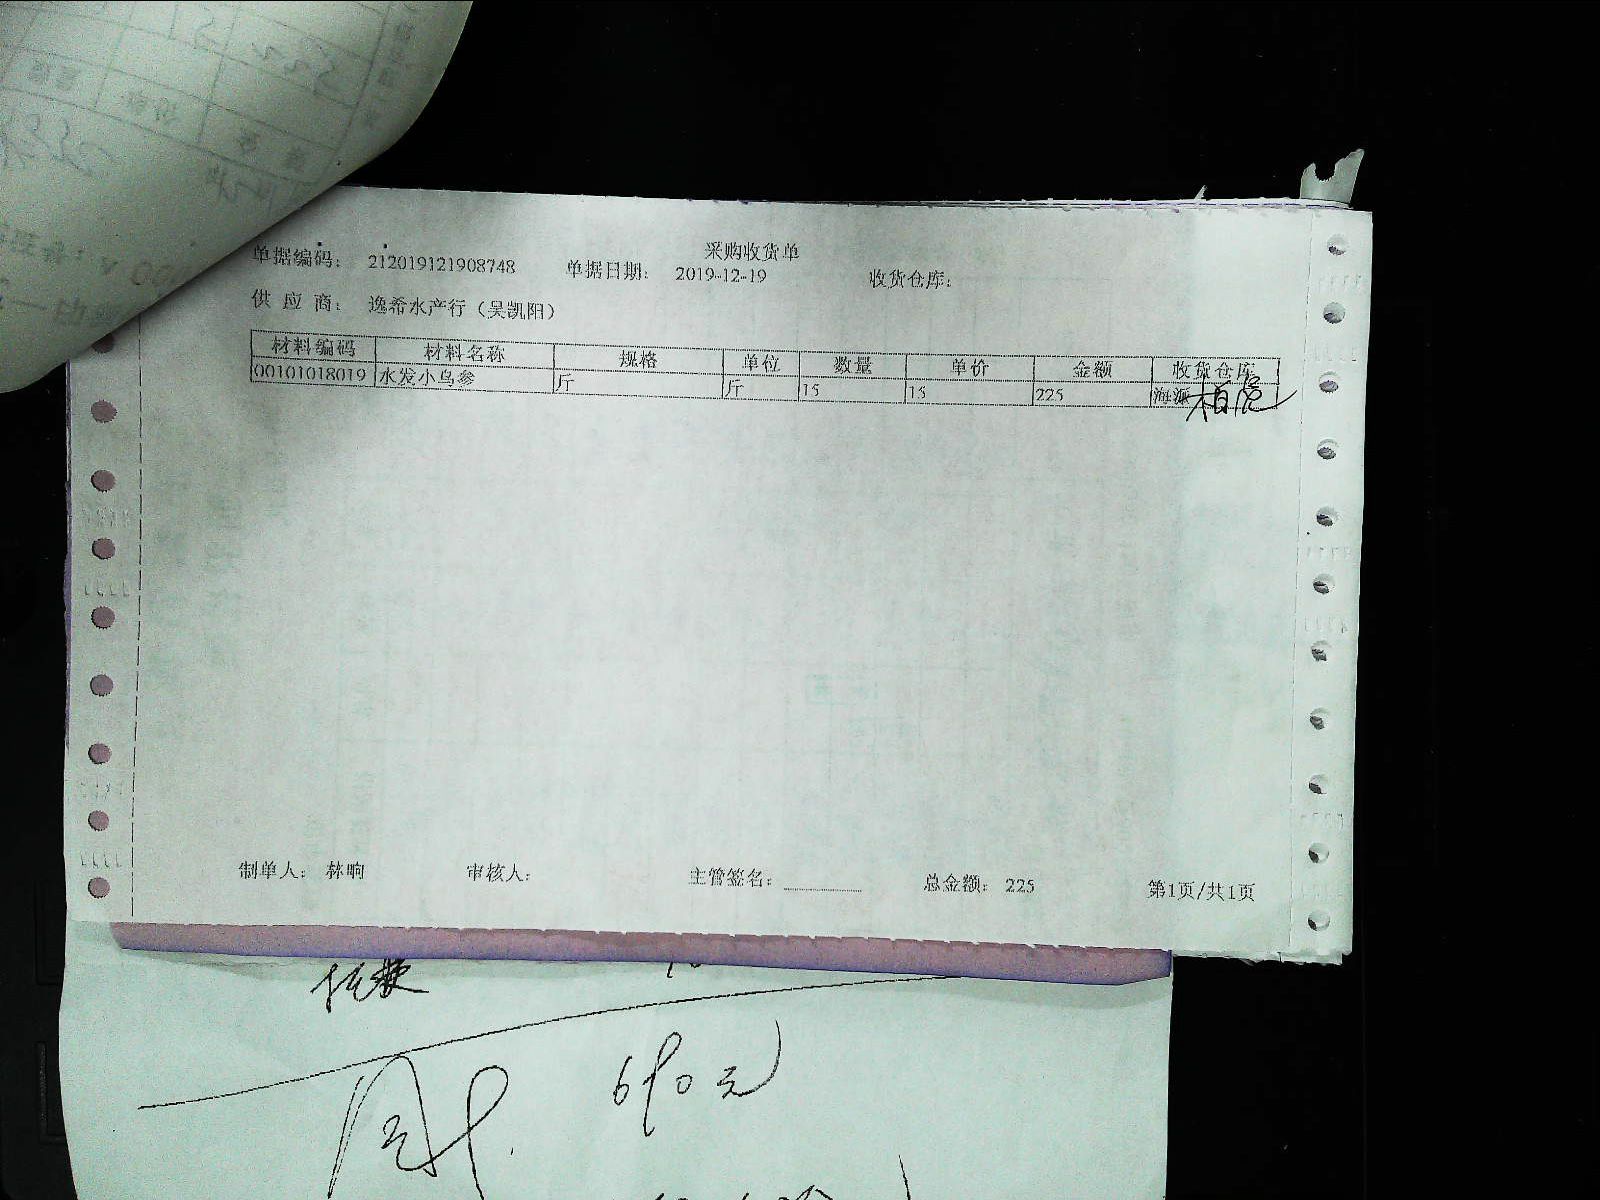 采购收货单
单据编码： 212019121908748 单据日期： 2019-12-19 收货仓库：
供 应 商： 逸希水产行（吴凯阳）
材料编码 材料名称 规格 单位 数量 单价 金额 收货仓库
00101018019 水发小乌参 斤 斤 15 15 225 海派
制单人： 林响 审核人： 主管签名： 总金额： 225 第1页/共1页
690元